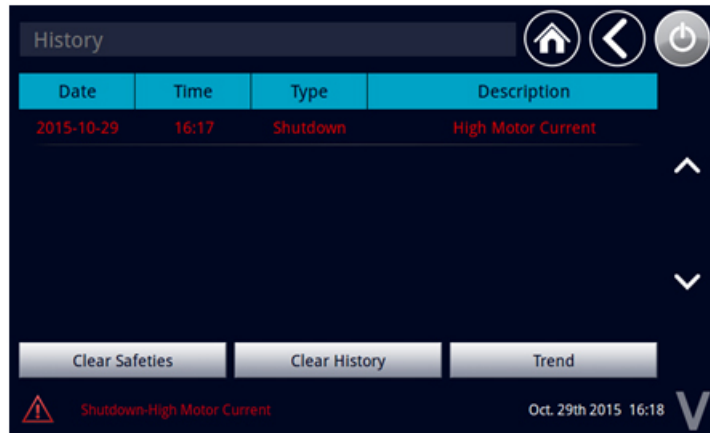 History
Date Time Type Description
2015-10-29 16:17 Shutdown High Motor Current
Clear Safeties Clear History Trend
Shutdown-High Motor Current Oct. 29th 2015 16:18 V